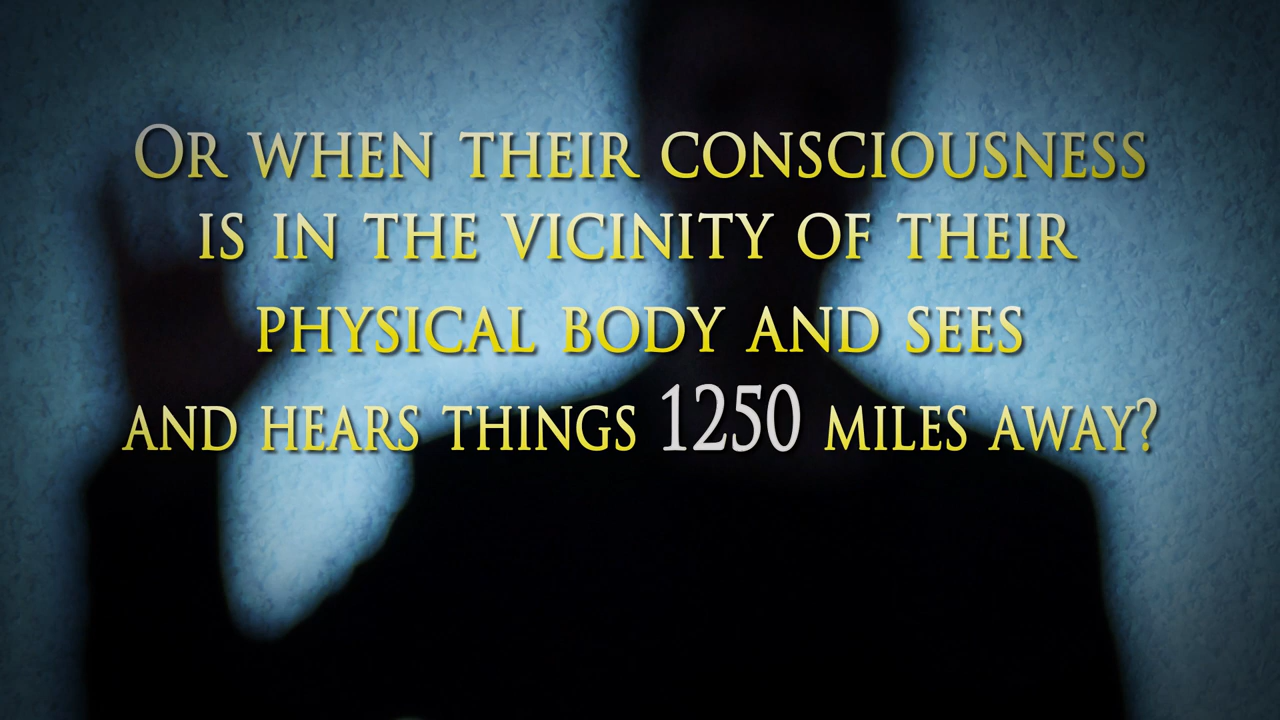 Or when their consciousness
is in the vicinity of their
physical body and sees
and hears things 1250 miles away?